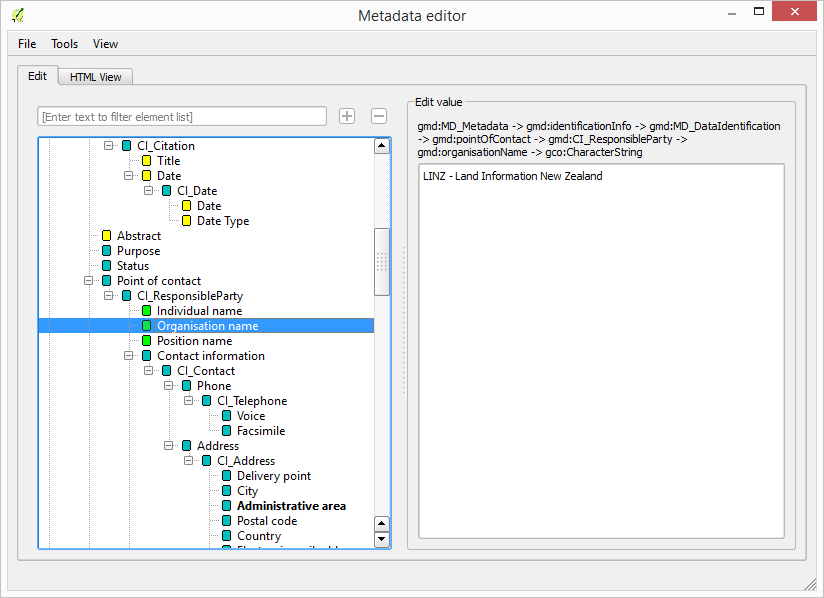 Metadata editor
File Tools View
Edit HTML View
[Enter text to filter element list]
CI_Citation
Title
Date
CI_Date
Date
Date Type
Abstract
Purpose
Status
Point of contact
CI_ResponsibleParty
Individual name
Organisation name
Position name
Contact information
CI_Contact
Phone
CI_Telephone
Voice
Facsimile
Address
CI_Address
Delivery point
City
Administrative area
Postal code
Country
Edit value
gmd:MD_Metadata -> gmd:identificationInfo -> gmd:MD_DataIdentification
-> gmd:pointOfContact -> gmd:CI_ResponsibleParty ->
gmd:organisationName -> gco:CharacterString
LINZ - Land Information New Zealand